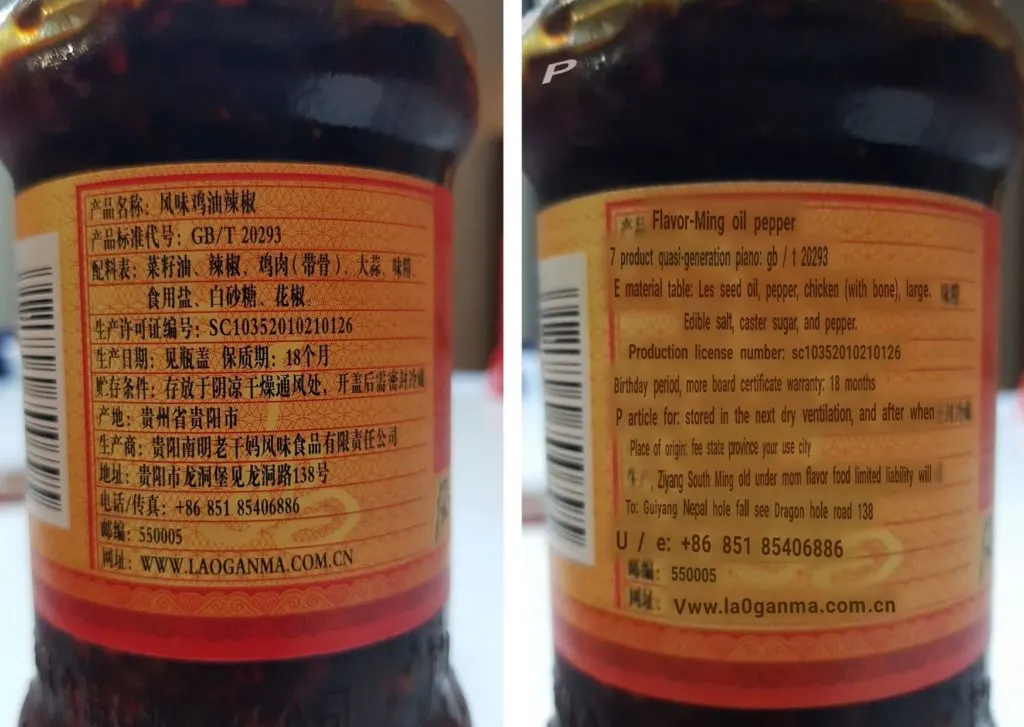 产品名称：风味鸡油辣椒
产品标准代号：GB/T 20293
配料表：菜籽油、辣椒、鸡肉（带骨）、大蒜、味精、
食用盐、白砂糖、花椒。
生产许可证编号：SC10352010210126
生产日期：见瓶盖 保质期：18个月
贮存条件：存放于阴凉干燥通风处，开盖后需密封冷藏
产地：贵州省贵阳市
生产商：贵阳南明老干妈风味食品有限责任公司
地址：贵阳市龙洞堡见龙洞路138号
电话/传真：+86 851 85406886
邮编：550005
网址：WWW.LAOGANMA.COM.CN
P
产品 Flavor-Ming oil pepper
7 product quasi-generation piano: gb / t 20293
E material table: Les seed oil, pepper, chicken (with bone), large. 味精
Edible salt, caster sugar, and pepper.
Production license number: sc10352010210126
Birthday period, more board certificate warranty: 18 months
P article for: stored in the next dry ventilation, and after when
Place of origin: fee state province your use city
, Ziyang South Ming old under mom flavor food limited liability will
To: Guiyang Nepal hole fall see Dragon hole road 138
U / e: +86 851 85406886
邮编： 550005
网址： Vww.la0ganma.com.cn